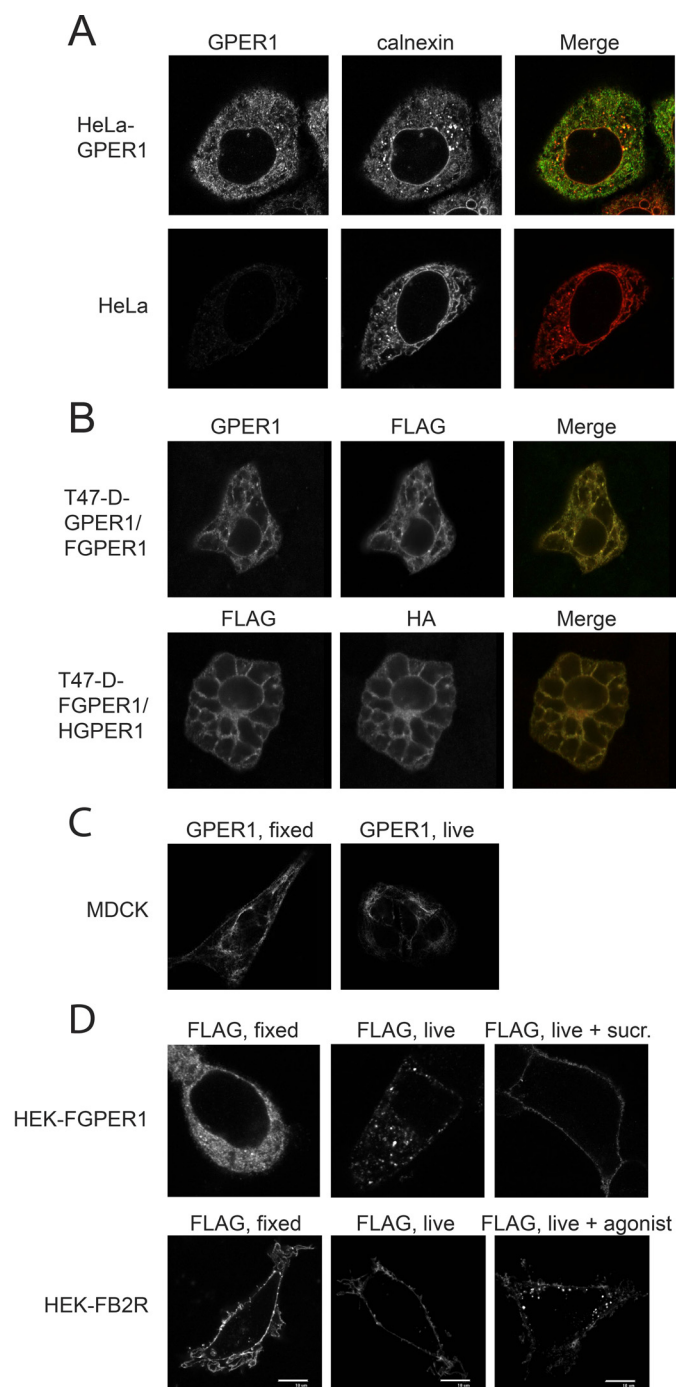 A
GPER1 calnexin Merge
HeLa-
GPER1
HeLa
B
GPER1 FLAG Merge
T47-D-
GPER1/
FGPER1
FLAG HA Merge
T47-D-
FGPER1/
HGPER1
C
GPER1, fixed GPER1, live
MDCK
D
FLAG, fixed FLAG, live FLAG, live + sucr.
HEK-FGPER1
FLAG, fixed FLAG, live FLAG, live + agonist
HEK-FB2R